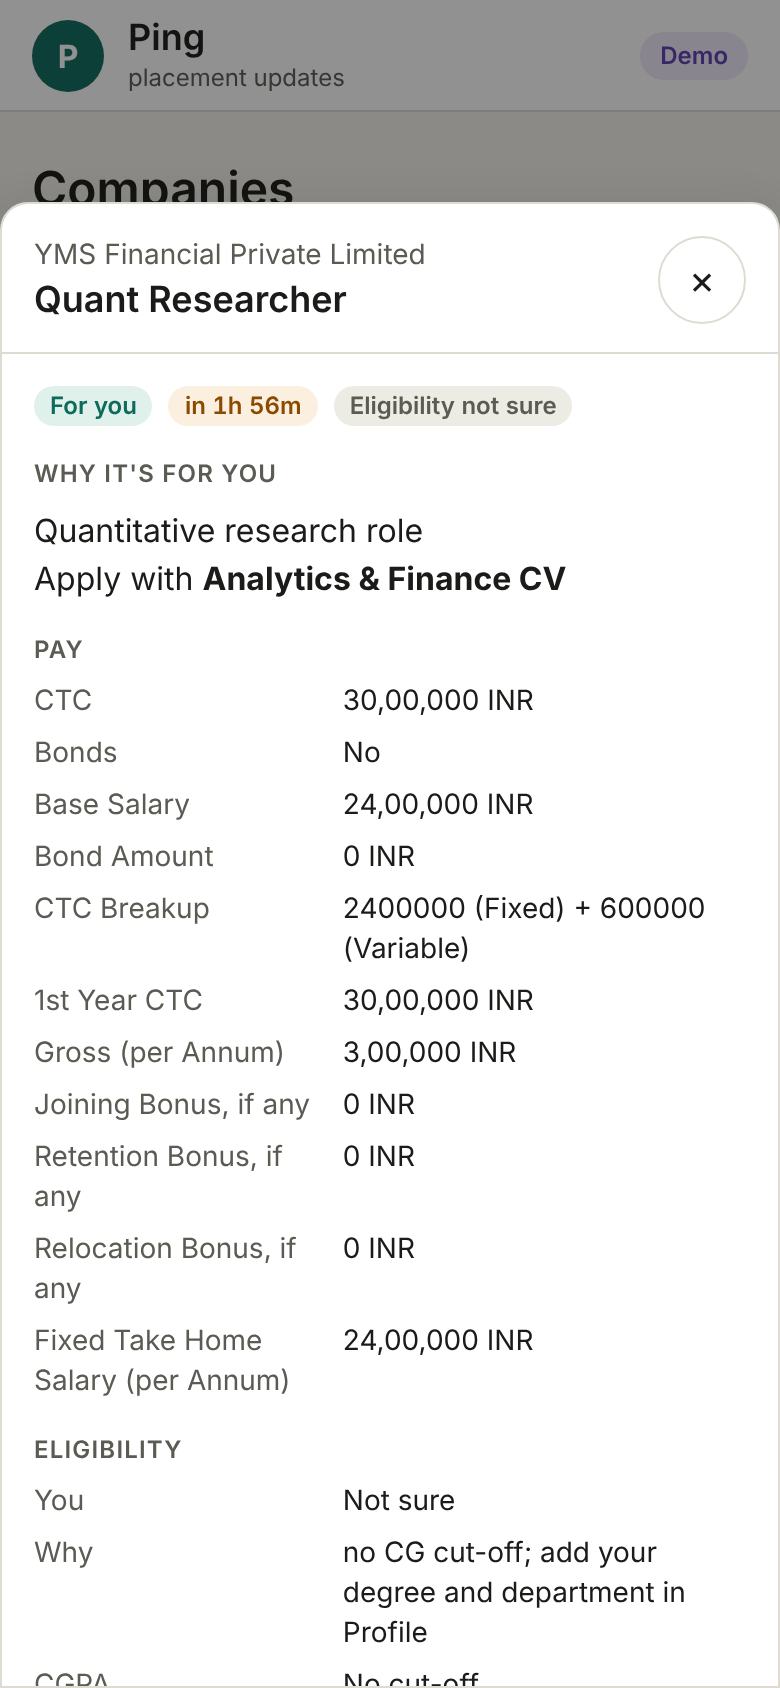 P
Ping
placement updates
Demo
Companies
YMS Financial Private Limited
Quant Researcher
×
For you
in 1h 56m
Eligibility not sure
WHY IT'S FOR YOU
Quantitative research role
Apply with Analytics & Finance CV
PAY
CTC 30,00,000 INR
Bonds No
Base Salary 24,00,000 INR
Bond Amount 0 INR
CTC Breakup 2400000 (Fixed) + 600000
(Variable)
1st Year CTC 30,00,000 INR
Gross (per Annum) 3,00,000 INR
Joining Bonus, if any 0 INR
Retention Bonus, if 0 INR
any
Relocation Bonus, if 0 INR
any
Fixed Take Home 24,00,000 INR
Salary (per Annum)
ELIGIBILITY
You Not sure
Why no CG cut-off; add your
degree and department in
Profile
CGPA No cut-off